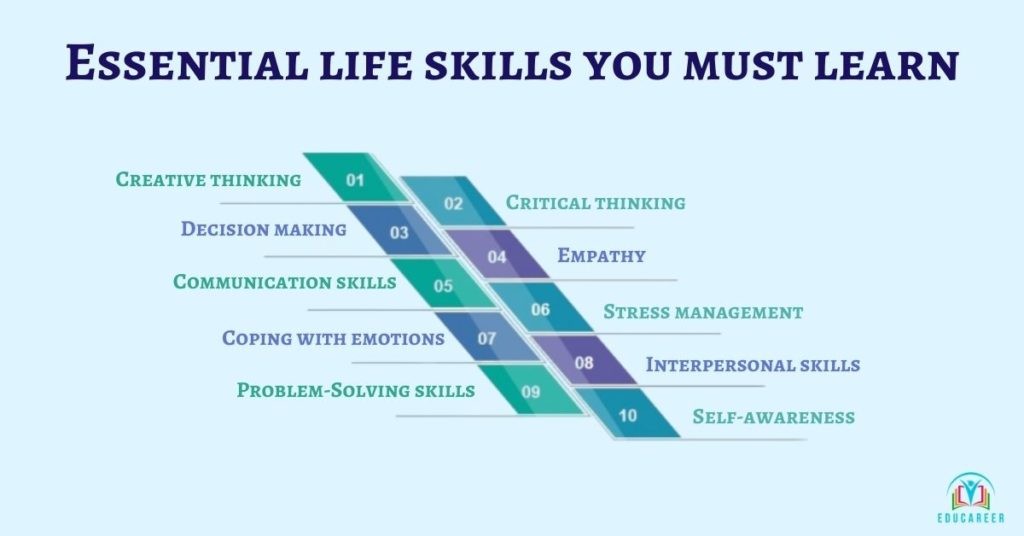 Essential life skills you must learn
Creative thinking
01
02
Critical thinking
Decision making
03
04
Empathy
Communication skills
05
06
Stress management
Coping with emotions
07
08
Interpersonal skills
Problem-Solving skills
09
10
Self-awareness
EDUCAREER